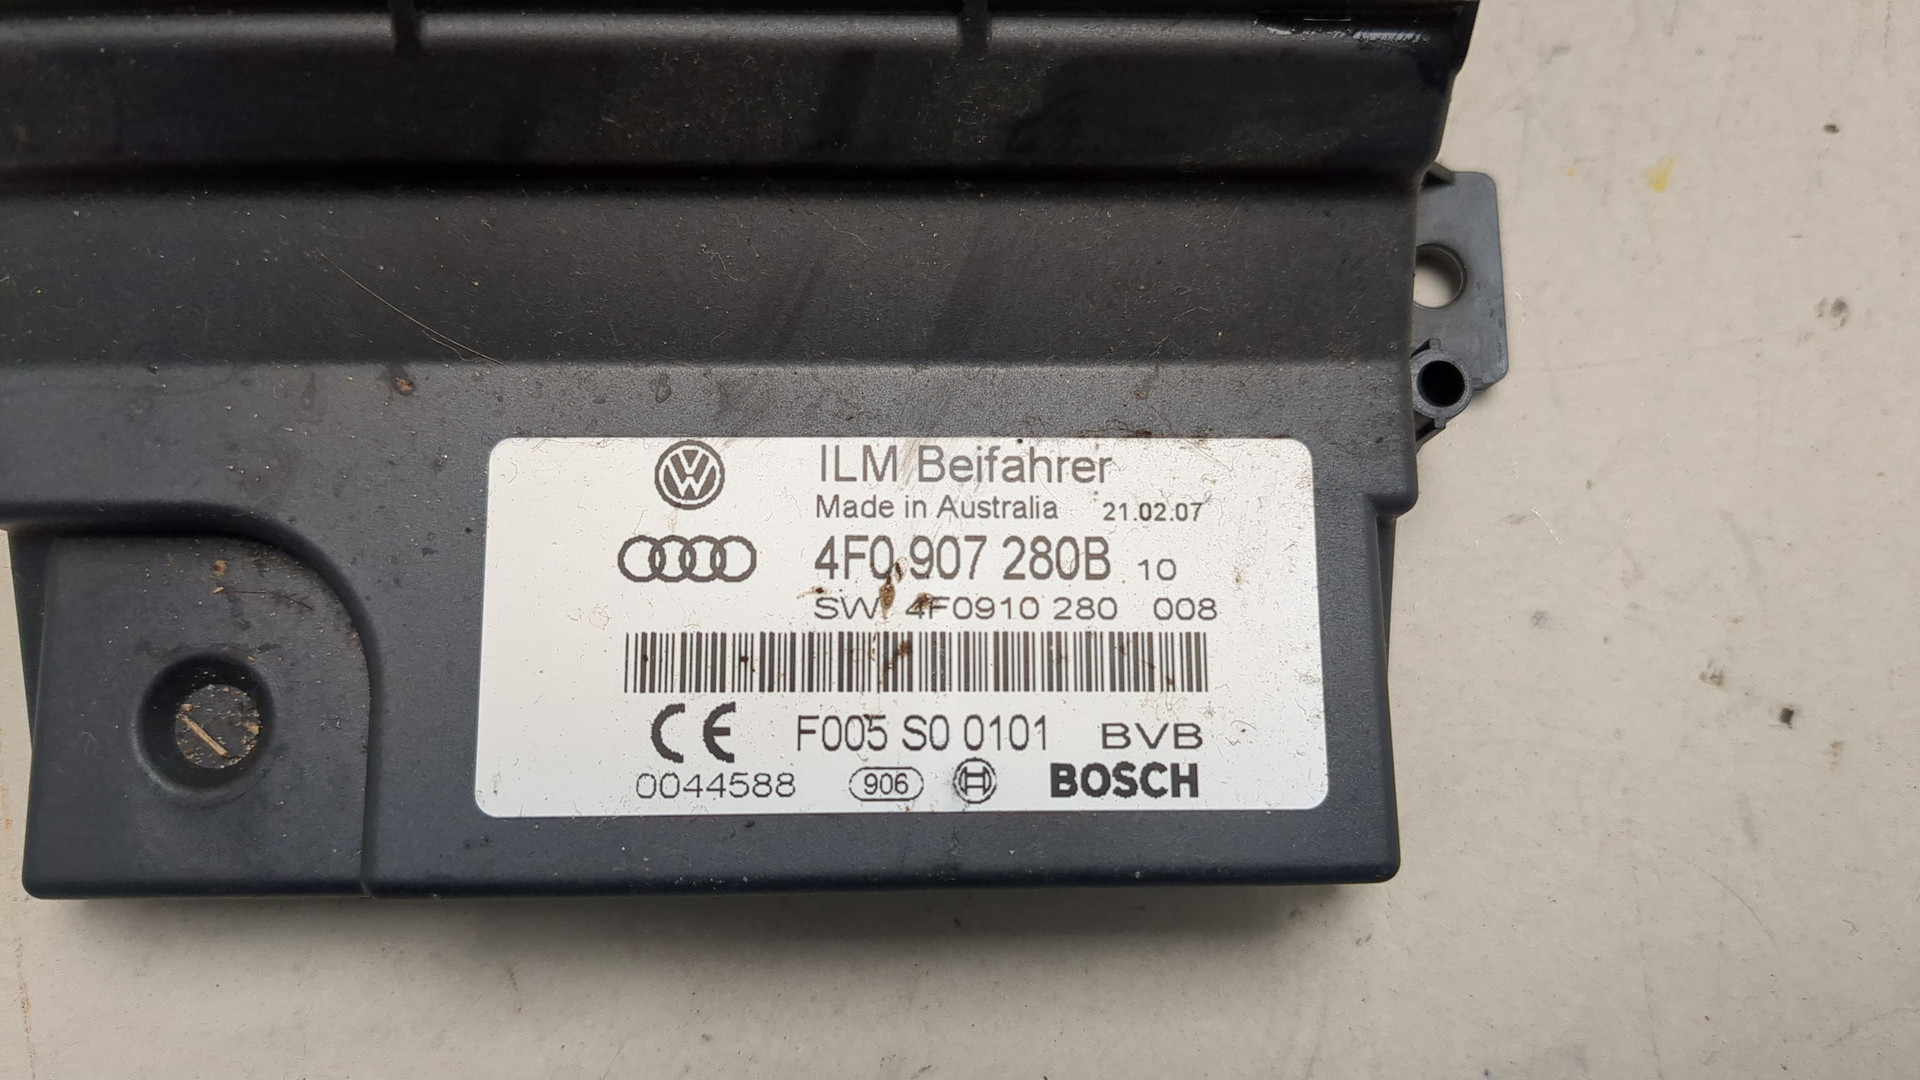 ILM Beifahrer
Made in Australia 21.02.07
4F0 907 280B 10
SW 4F0910 280 008
CE F005 S0 0101 BVB
0044588 906 BOSCH